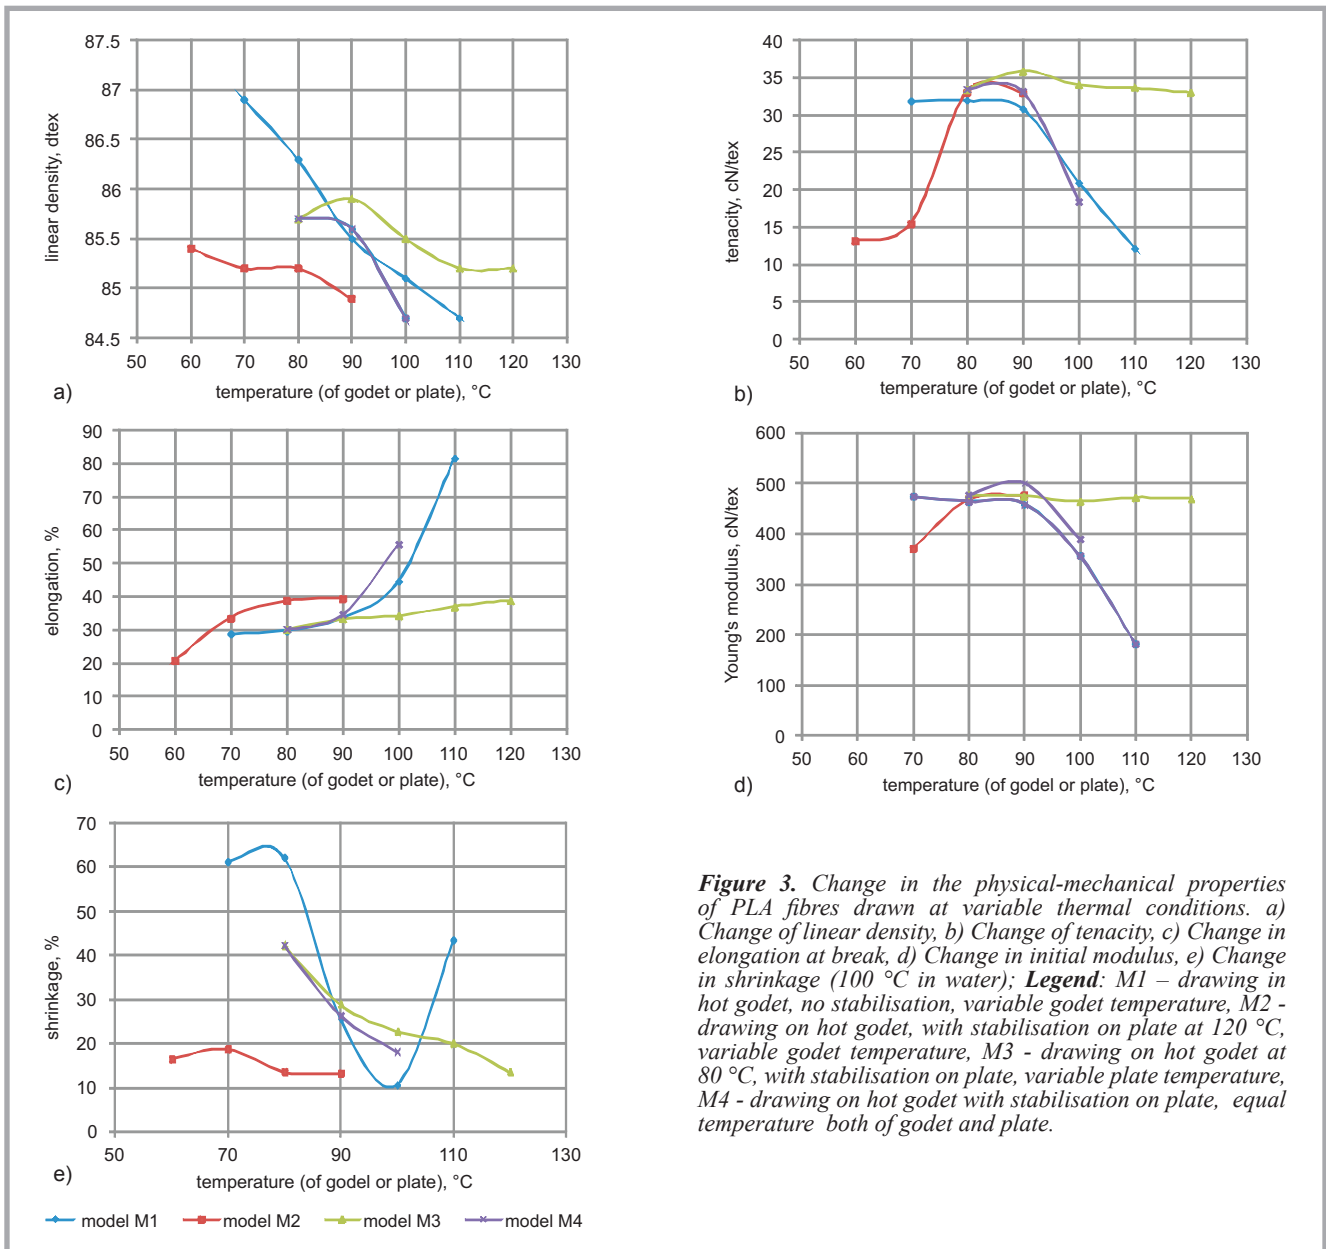 87.5
87
86.5
86
85.5
85
84.5
linear density, dtex
50 60 70 80 90 100 110 120 130
temperature (of godet or plate), °C
a)
40
35
30
25
20
15
10
5
0
tenacity, cN/tex
50 60 70 80 90 100 110 120 130
temperature (of godet or plate), °C
b)
90
80
70
60
50
40
30
20
10
0
elongation, %
50 60 70 80 90 100 110 120 130
temperature (of godet or plate), °C
c)
600
500
400
300
200
100
0
Young's modulus, cN/tex
50 60 70 80 90 100 110 120 130
temperature (of godel or plate), °C
d)
70
60
50
40
30
20
10
0
shrinkage, %
50 70 90 110 130
temperature (of godel or plate), °C
e)
model M1 model M2 model M3 model M4
Figure 3. Change in the physical-mechanical properties
of PLA fibres drawn at variable thermal conditions. a)
Change of linear density, b) Change of tenacity, c) Change in
elongation at break, d) Change in initial modulus, e) Change
in shrinkage (100 °C in water); Legend: M1 – drawing in
hot godet, no stabilisation, variable godet temperature, M2 -
drawing on hot godet, with stabilisation on plate at 120 °C,
variable godet temperature, M3 - drawing on hot godet at
80 °C, with stabilisation on plate, variable plate temperature,
M4 - drawing on hot godet with stabilisation on plate, equal
temperature both of godet and plate.